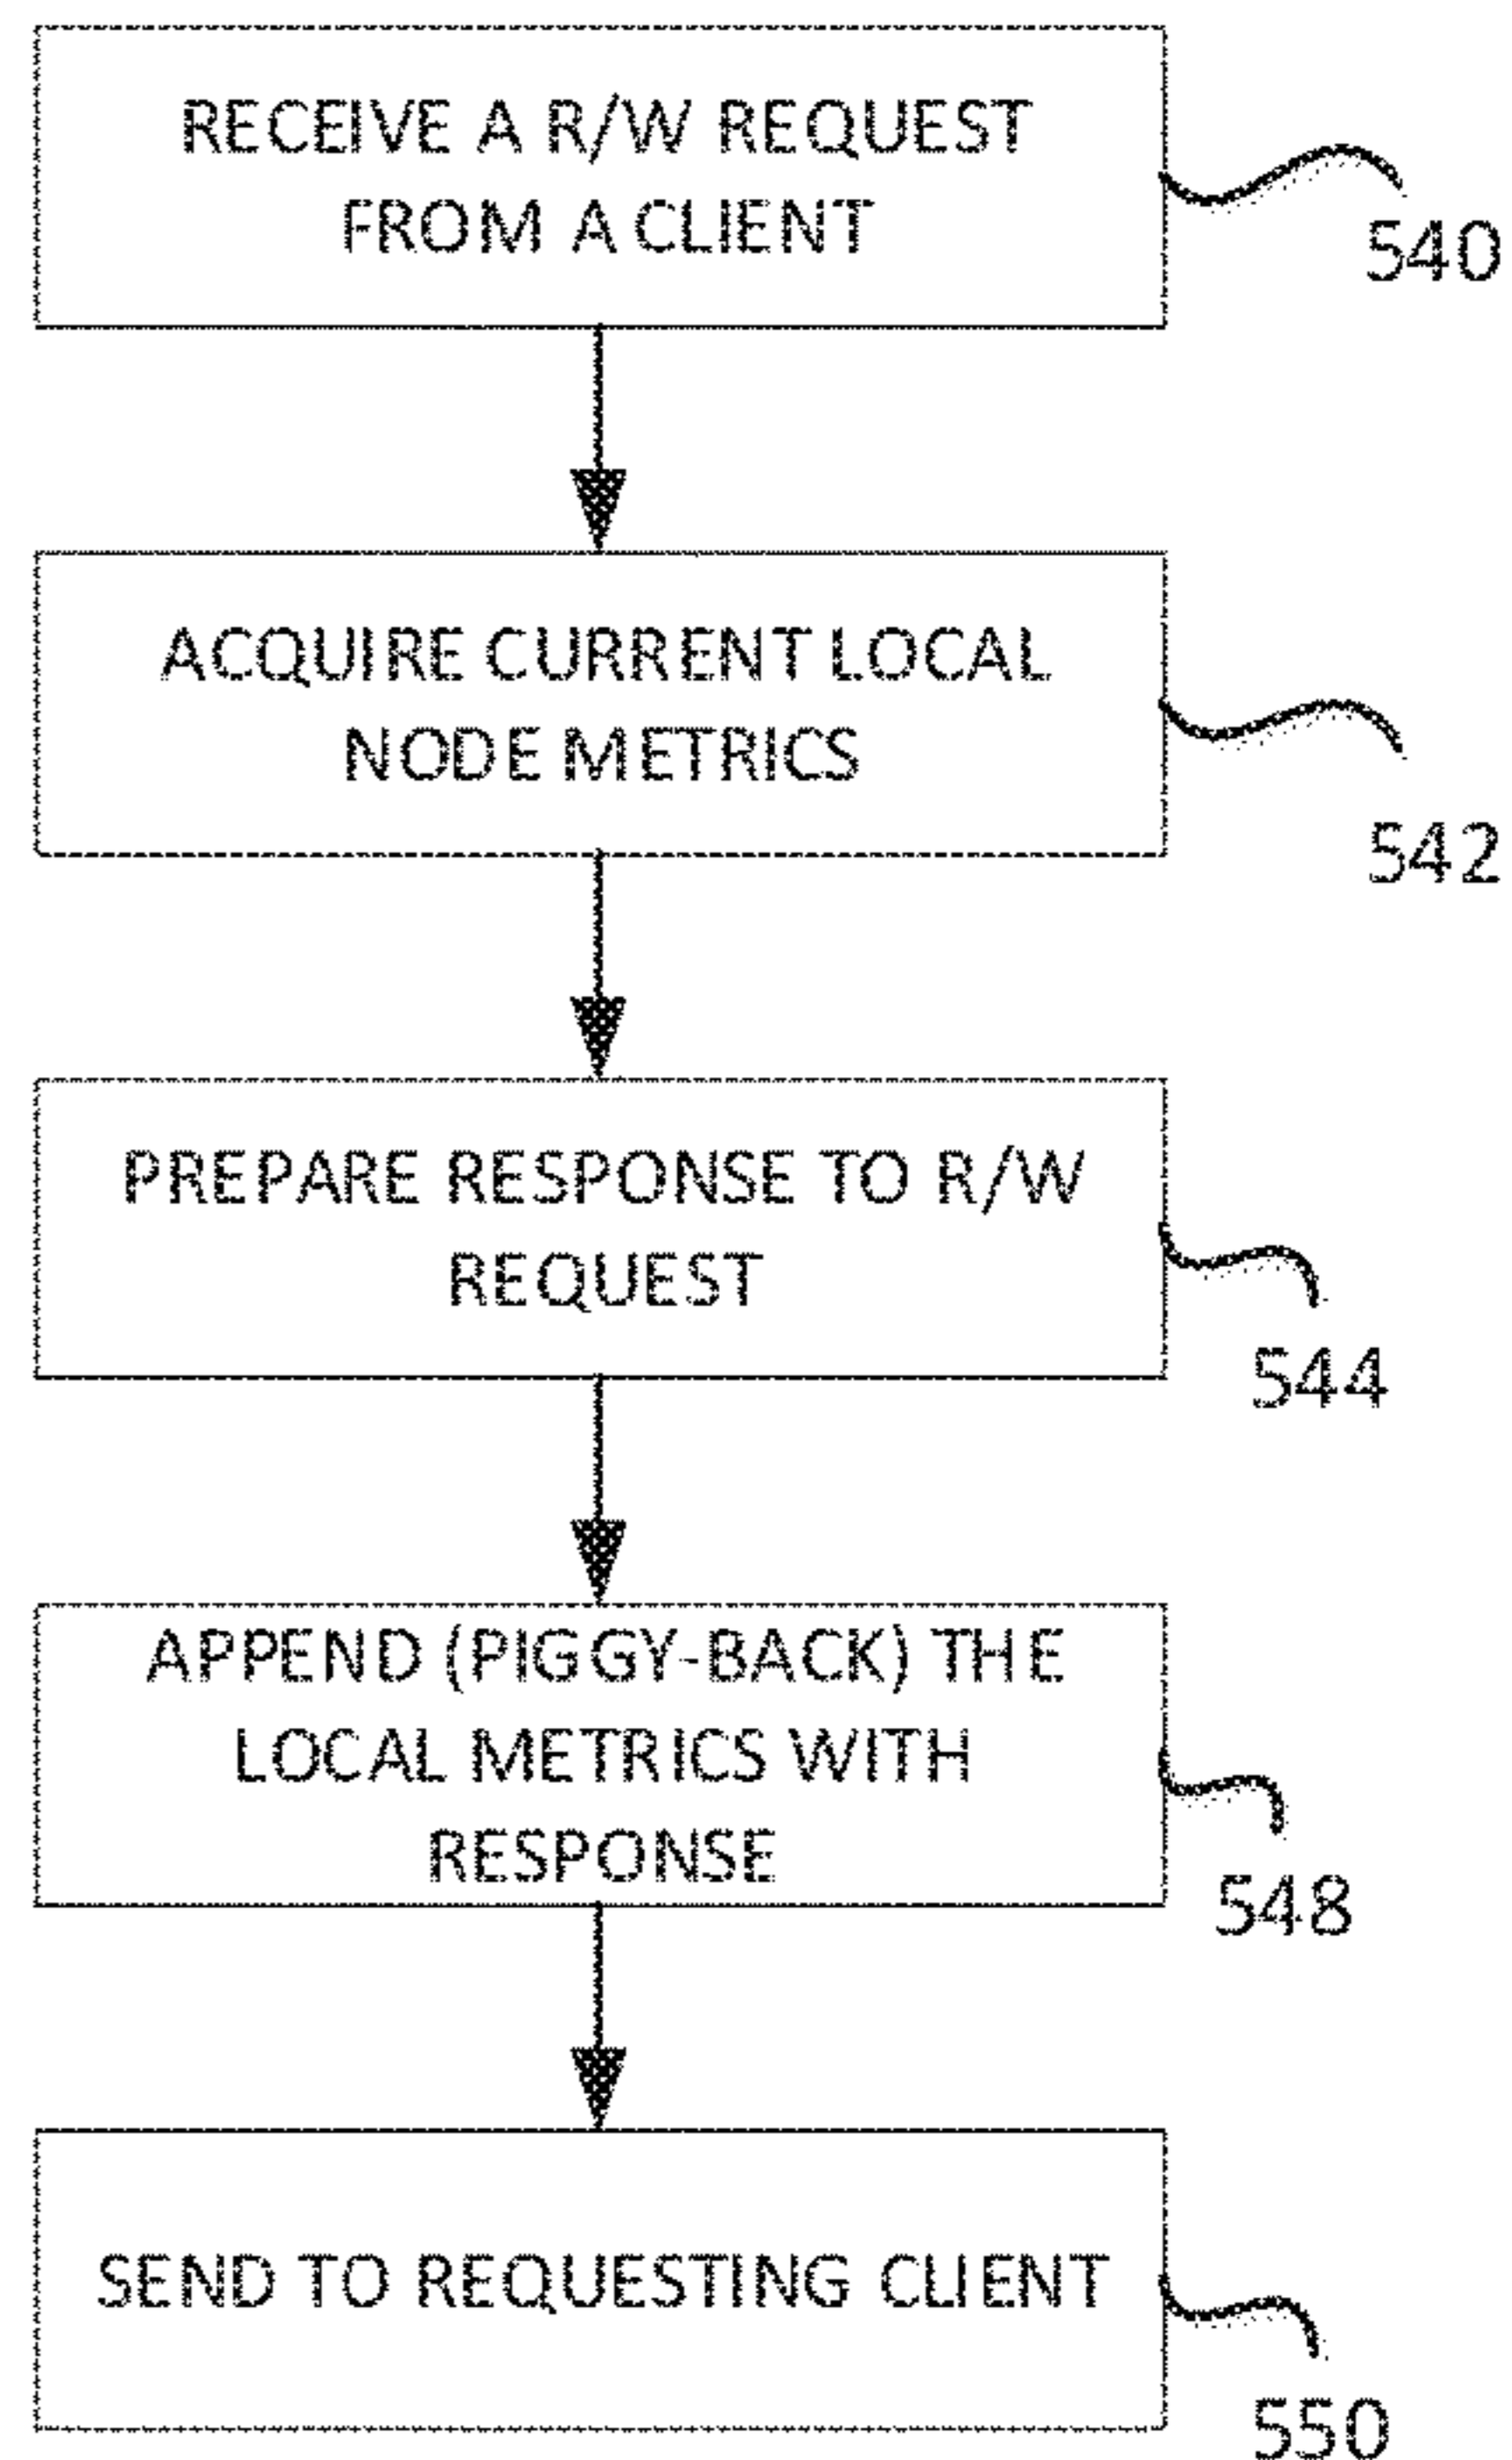 RECEIVE A R/W REQUEST
FROM A CLIENT
540
ACQUIRE CURRENT LOCAL
NODE METRICS
542
PREPARE RESPONSE TO R/W
REQUEST
544
APPEND (PIGGY-BACK) THE
LOCAL METRICS WITH
RESPONSE
548
SEND TO REQUESTING CLIENT
550